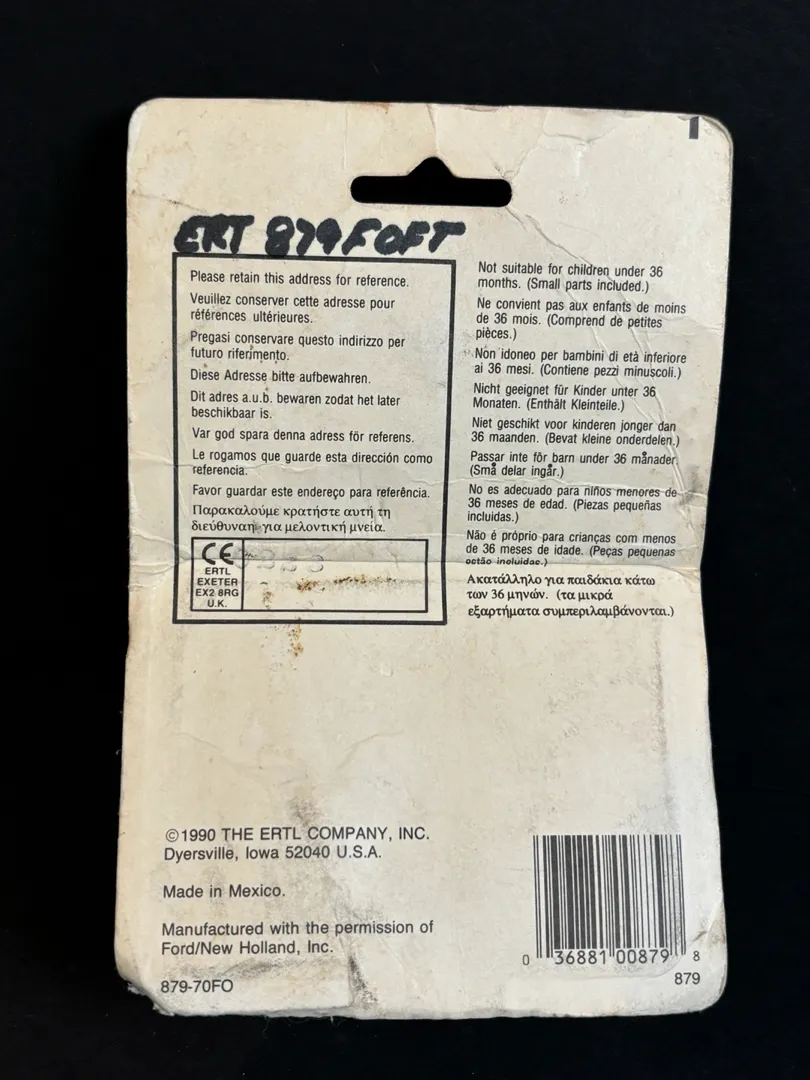 ERT 879FOFT
Please retain this address for reference.
Veuillez conserver cette adresse pour
références ultérieures.
Pregasi conservare questo indirizzo per
futuro riferimento.
Diese Adresse bitte aufbewahren.
Dit adres a.u.b. bewaren zodat het later
beschikbaar is.
Var god spara denna adress för referens.
Le rogamos que guarde esta dirección como
referencia.
Favor guardar este endereço para referência.
Παρακαλούμε κρατήστε αυτή τη
διεύθυναη για μελοντική μνεία.
CE
ERTL
EXETER
EX2 8RG
U.K.
Not suitable for children under 36
months. (Small parts included.)
Ne convient pas aux enfants de moins
de 36 mois. (Comprend de petites
pièces.)
Non idoneo per bambini di età inferiore
ai 36 mesi. (Contiene pezzi minuscoli.)
Nicht geeignet für Kinder unter 36
Monaten. (Enthält Kleinteile.)
Niet geschikt voor kinderen jonger dan
36 maanden. (Bevat kleine onderdelen.)
Passar inte för barn under 36 månader.
(Små delar ingår.)
No es adecuado para niños menores de
36 meses de edad. (Piezas pequeñas
incluidas.)
Não é próprio para crianças com menos
de 36 meses de idade. (Peças pequenas
estão incluidas.)
Ακατάλληλο για παιδάκια κάτω
των 36 μηνών. (τα μικρά
εξαρτήματα συμπεριλαμβάνονται.)
©1990 THE ERTL COMPANY, INC.
Dyersville, Iowa 52040 U.S.A.
Made in Mexico.
Manufactured with the permission of
Ford/New Holland, Inc.
879-70FO
0 36881 00879 8
879